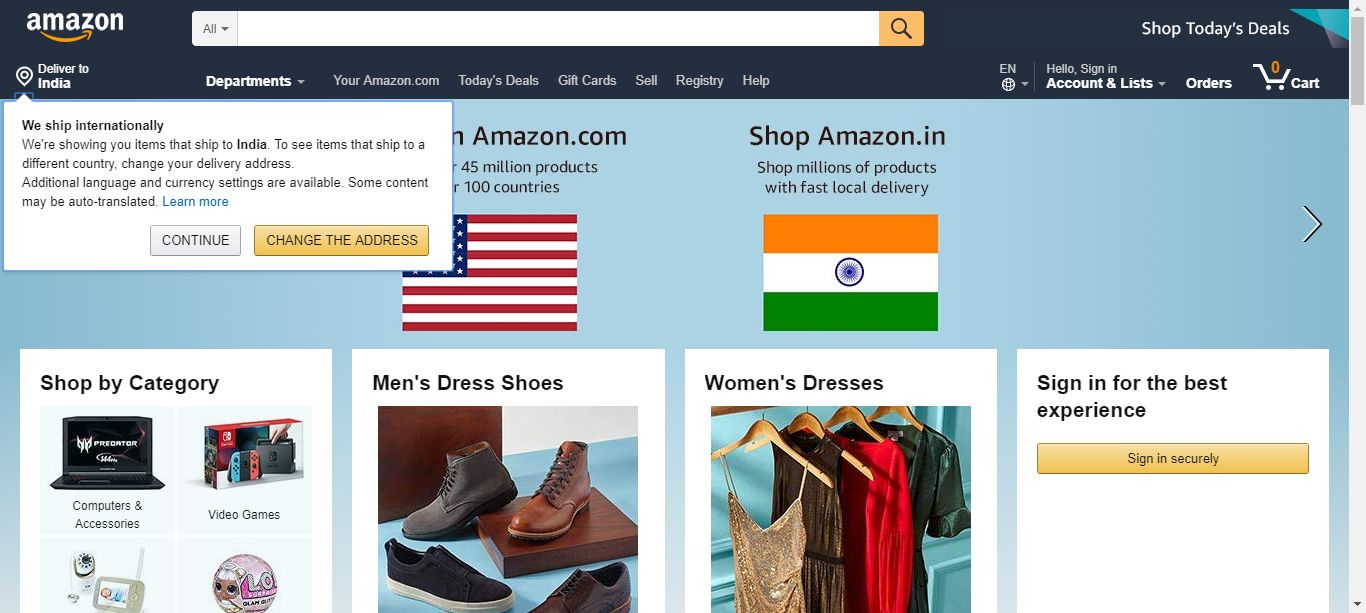 amazon
All
Shop Today's Deals
Deliver to
India
Departments
Your Amazon.com
Today's Deals
Gift Cards
Sell
Registry
Help
EN
Hello, Sign in
Account & Lists
Orders
0
Cart
We ship internationally
We're showing you items that ship to India. To see items that ship to a
different country, change your delivery address.
Additional language and currency settings are available. Some content
may be auto-translated. Learn more
CONTINUE
CHANGE THE ADDRESS
Amazon.com
45 million products
100 countries
Shop Amazon.in
Shop millions of products
with fast local delivery
Shop by Category
PREDATOR
Computers &
Accessories
Video Games
L.O.L.
SURPRISE
Men's Dress Shoes
Women's Dresses
Sign in for the best
experience
Sign in securely